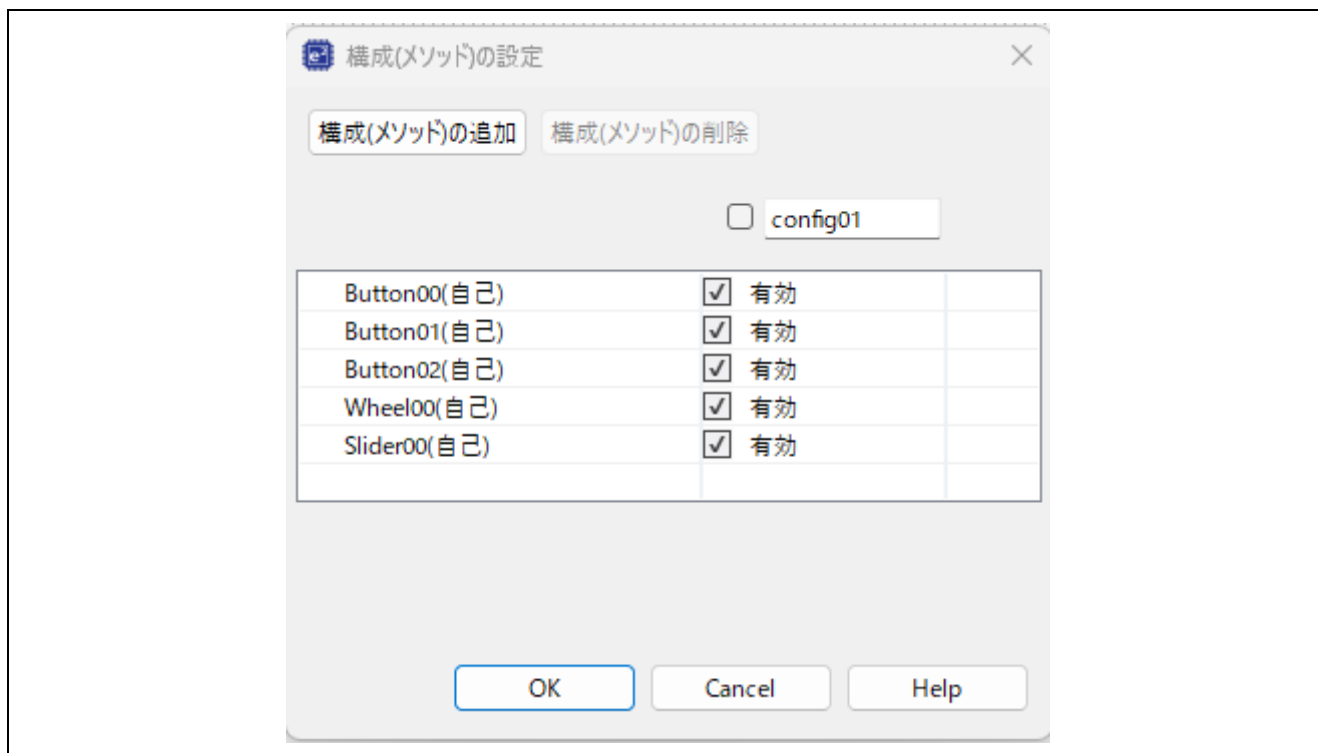 構成(メソッド)の設定
構成(メソッド)の追加 構成(メソッド)の削除
config01
Button00(自己) 有効
Button01(自己) 有効
Button02(自己) 有効
Wheel00(自己) 有効
Slider00(自己) 有効
OK Cancel Help